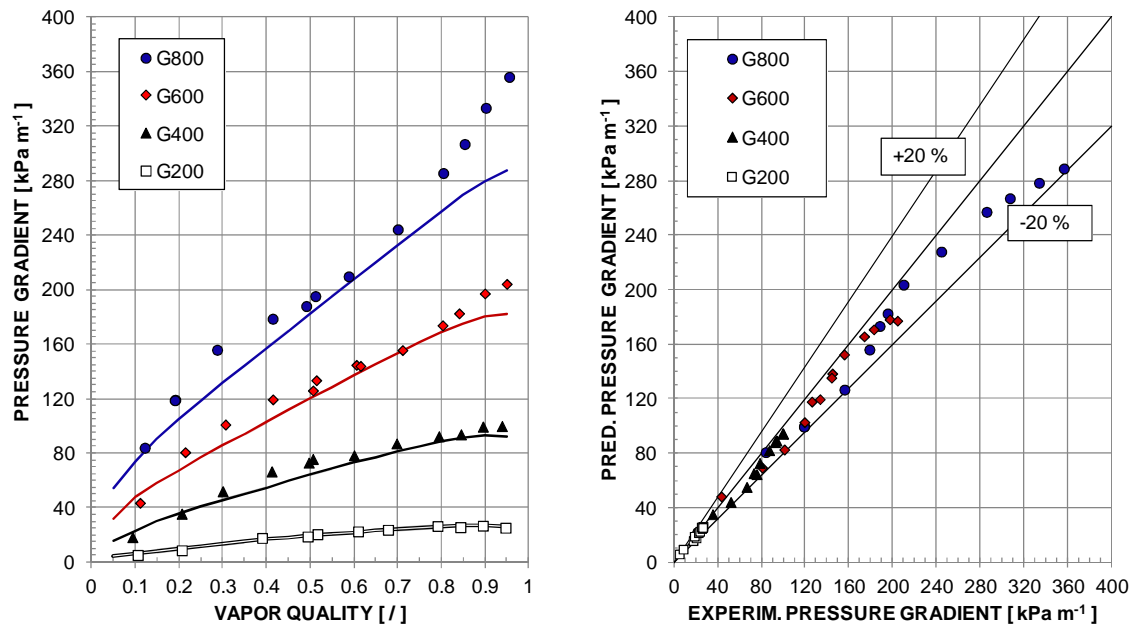 PRESSURE GRADIENT [ kPa m⁻¹ ]
400
360
320
280
240
200
160
120
80
40
0
G800
G600
G400
G200
0 0.1 0.2 0.3 0.4 0.5 0.6 0.7 0.8 0.9 1
VAPOR QUALITY [ / ]
PRED. PRESSURE GRADIENT [kPa m⁻¹ ]
400
360
320
280
240
200
160
120
80
40
0
G800
G600
G400
G200
+20 %
-20 %
0 40 80 120 160 200 240 280 320 360 400
EXPERIM. PRESSURE GRADIENT [ kPa m⁻¹ ]